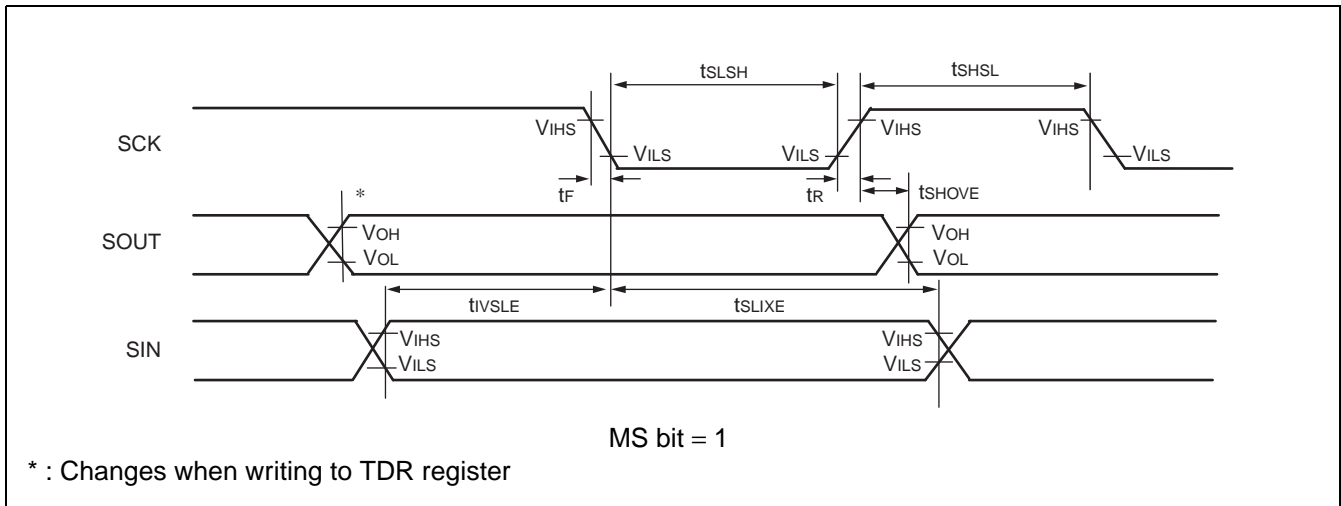 tSLSH tSHSL
SCK VIHS VILS VILS VIHS VIHS VILS
tF tR tSHOVE
*
SOUT VOH VOH
VOL VOL
tIVSLE tSLIXE
SIN VIHS VIHS
VILS VILS
MS bit = 1
* : Changes when writing to TDR register